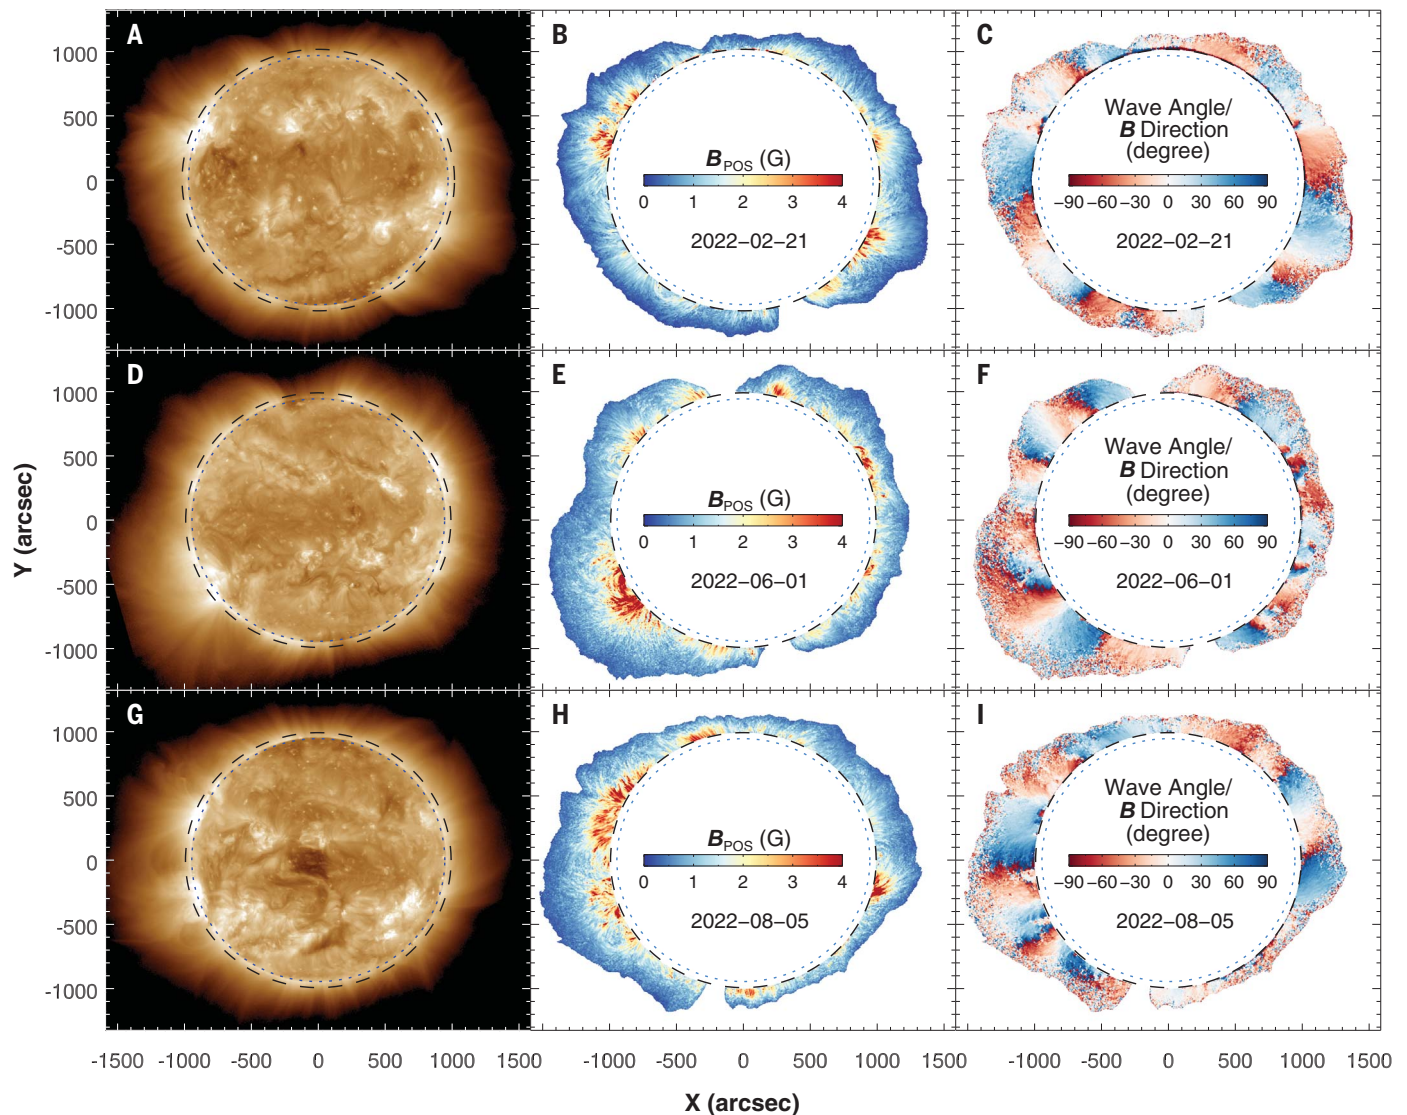 A
B
C
1000
500
0
-500
-1000
B_POS (G)
0 1 2 3 4
2022–02–21
Wave Angle/
B Direction
(degree)
–90 –60 –30 0 30 60 90
2022–02–21
D
E
F
1000
500
0
-500
-1000
Y (arcsec)
B_POS (G)
0 1 2 3 4
2022–06–01
Wave Angle/
B Direction
(degree)
–90 –60 –30 0 30 60 90
2022–06–01
G
H
I
1000
500
0
-500
-1000
B_POS (G)
0 1 2 3 4
2022–08–05
Wave Angle/
B Direction
(degree)
–90 –60 –30 0 30 60 90
2022–08–05
-1500 -1000 -500 0 500 1000 1500 -1000 -500 0 500 1000 1500 -1000 -500 0 500 1000 1500
X (arcsec)